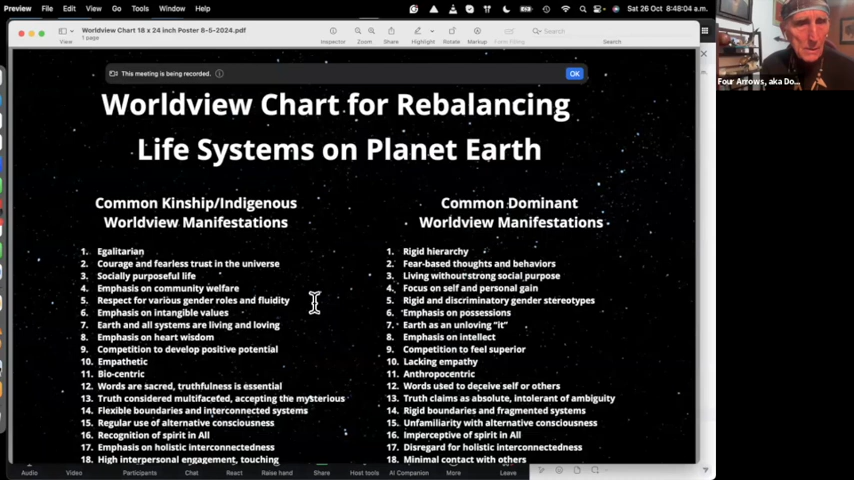 Preview File Edit View Go Tools Window Help
Sat 26 Oct 8:48:04 a.m.
Worldview Chart 18 x 24 inch Poster 8-5-2024.pdf
1 page
View
Inspector
Zoom
Share
Highlight
Rotate
Markup
Form Filling
Search
Search
This meeting is being recorded.
OK
Four Arrows, aka Do...
Worldview Chart for Rebalancing
Life Systems on Planet Earth
Common Kinship/Indigenous
Worldview Manifestations
1. Egalitarian
2. Courage and fearless trust in the universe
3. Socially purposeful life
4. Emphasis on community welfare
5. Respect for various gender roles and fluidity
6. Emphasis on intangible values
7. Earth and all systems are living and loving
8. Emphasis on heart wisdom
9. Competition to develop positive potential
10. Empathetic
11. Bio-centric
12. Words are sacred, truthfulness is essential
13. Truth considered multifaceted, accepting the mysterious
14. Flexible boundaries and interconnected systems
15. Regular use of alternative consciousness
16. Recognition of spirit in All
17. Emphasis on holistic interconnectedness
18. High interpersonal engagement, touching
Common Dominant
Worldview Manifestations
1. Rigid hierarchy
2. Fear-based thoughts and behaviors
3. Living without strong social purpose
4. Focus on self and personal gain
5. Rigid and discriminatory gender stereotypes
6. Emphasis on possessions
7. Earth as an unloving "it"
8. Emphasis on intellect
9. Competition to feel superior
10. Lacking empathy
11. Anthropocentric
12. Words used to deceive self or others
13. Truth claims as absolute, intolerant of ambiguity
14. Rigid boundaries and fragmented systems
15. Unfamiliarity with alternative consciousness
16. Imperceptive of spirit in All
17. Disregard for holistic interconnectedness
18. Minimal contact with others
Audio
Video
Participants
Chat
React
Raise hand
Share
Host tools
AI Companion
More
Leave